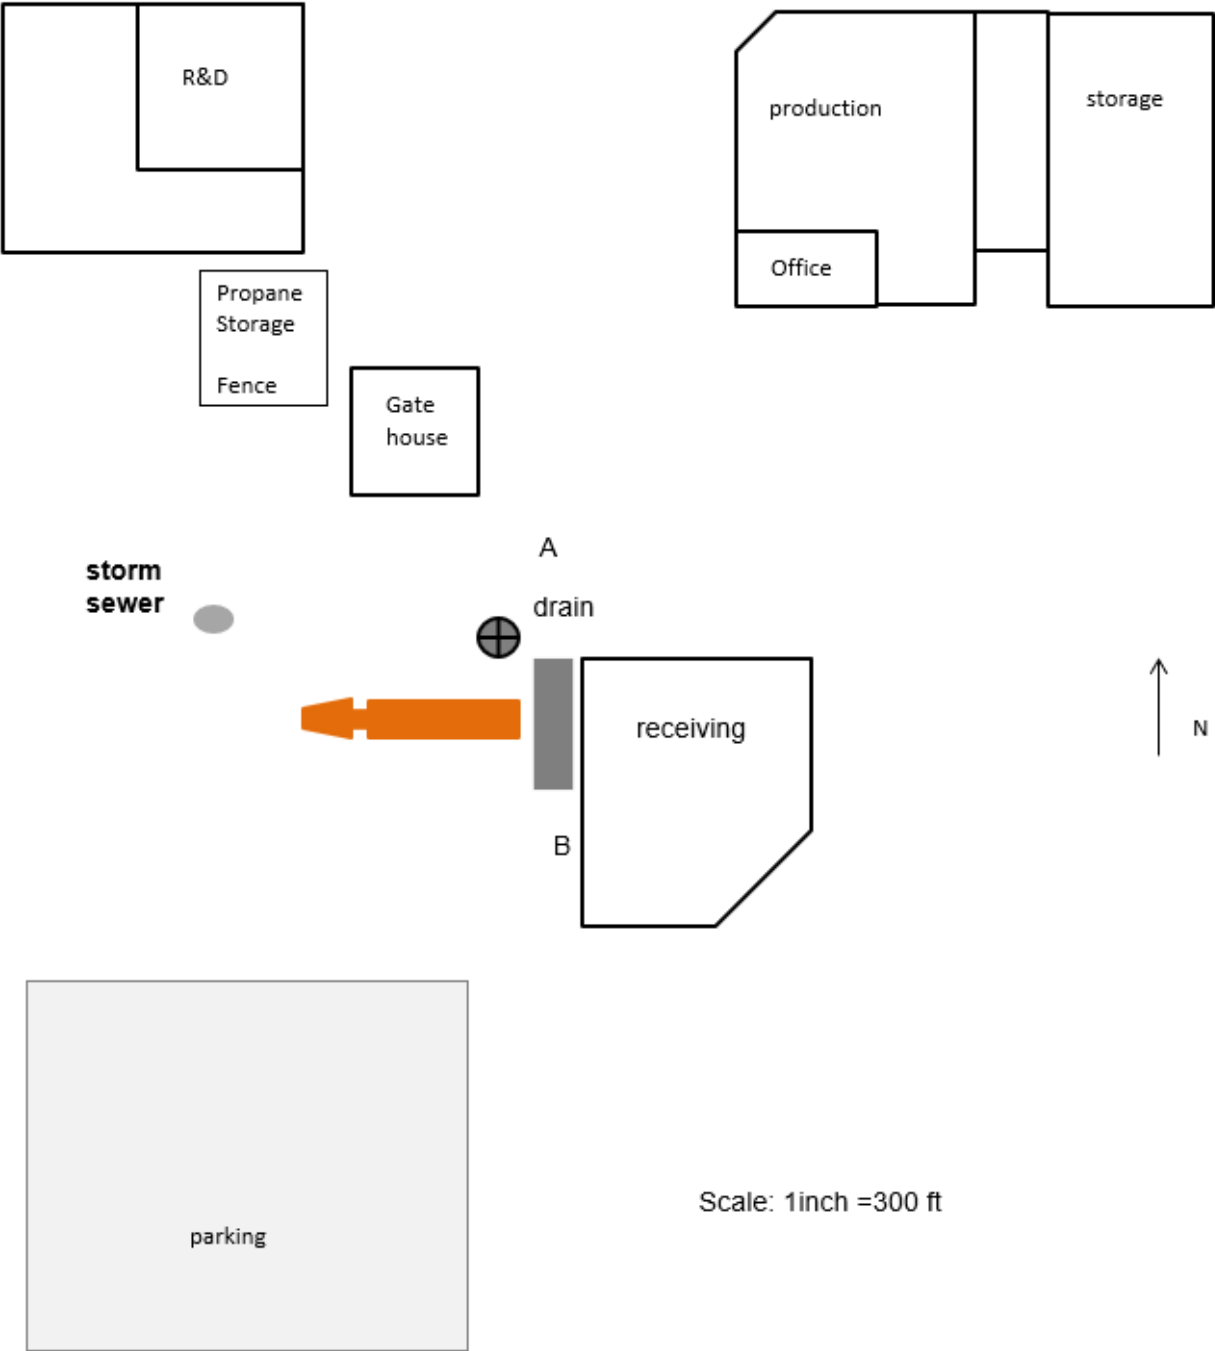 R&D
production
storage
Office
Propane
Storage
Fence
Gate
house
A
storm
sewer
drain
receiving
N
B
Scale: 1inch =300 ft
parking